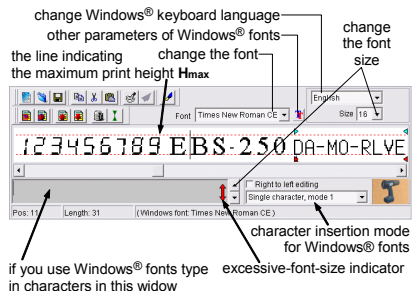 change Windows® keyboard language
other parameters of Windows® fonts
change the font
change
the font
size
the line indicating
the maximum print height Hmax
English
Font Times New Roman CE
Size 16
123456789 EBS-250 DA-MO-RLVE
Right to left editing
Single character, mode 1
Pos: 11 Length: 31 (Windows font: Times New Roman CE)
character insertion mode
for Windows® fonts
if you use Windows® fonts type
in characters in this widow
excessive-font-size indicator